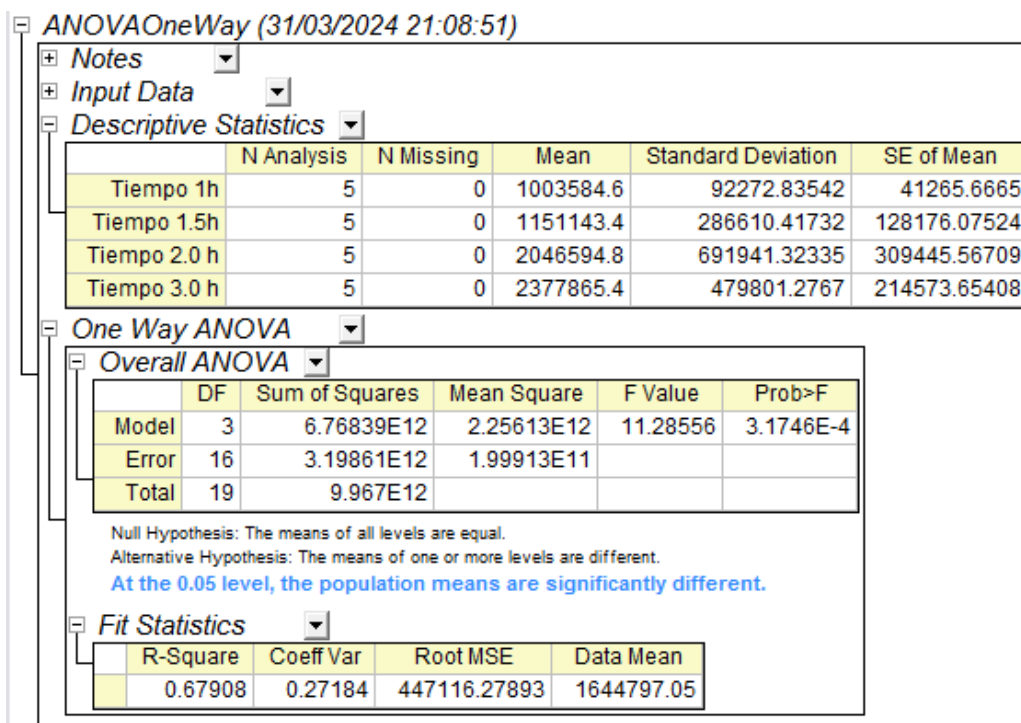 ANOVAOneWay (31/03/2024 21:08:51)
Notes
Input Data
Descriptive Statistics
N Analysis N Missing Mean Standard Deviation SE of Mean
Tiempo 1h 5 0 1003584.6 92272.83542 41265.6665
Tiempo 1.5h 5 0 1151143.4 286610.41732 128176.07524
Tiempo 2.0 h 5 0 2046594.8 691941.32335 309445.56709
Tiempo 3.0 h 5 0 2377865.4 479801.2767 214573.65408
One Way ANOVA
Overall ANOVA
DF Sum of Squares Mean Square F Value Prob>F
Model 3 6.76839E12 2.25613E12 11.28556 3.1746E-4
Error 16 3.19861E12 1.99913E11
Total 19 9.967E12
Null Hypothesis: The means of all levels are equal.
Alternative Hypothesis: The means of one or more levels are different.
At the 0.05 level, the population means are significantly different.
Fit Statistics
R-Square Coeff Var Root MSE Data Mean
0.67908 0.27184 447116.27893 1644797.05